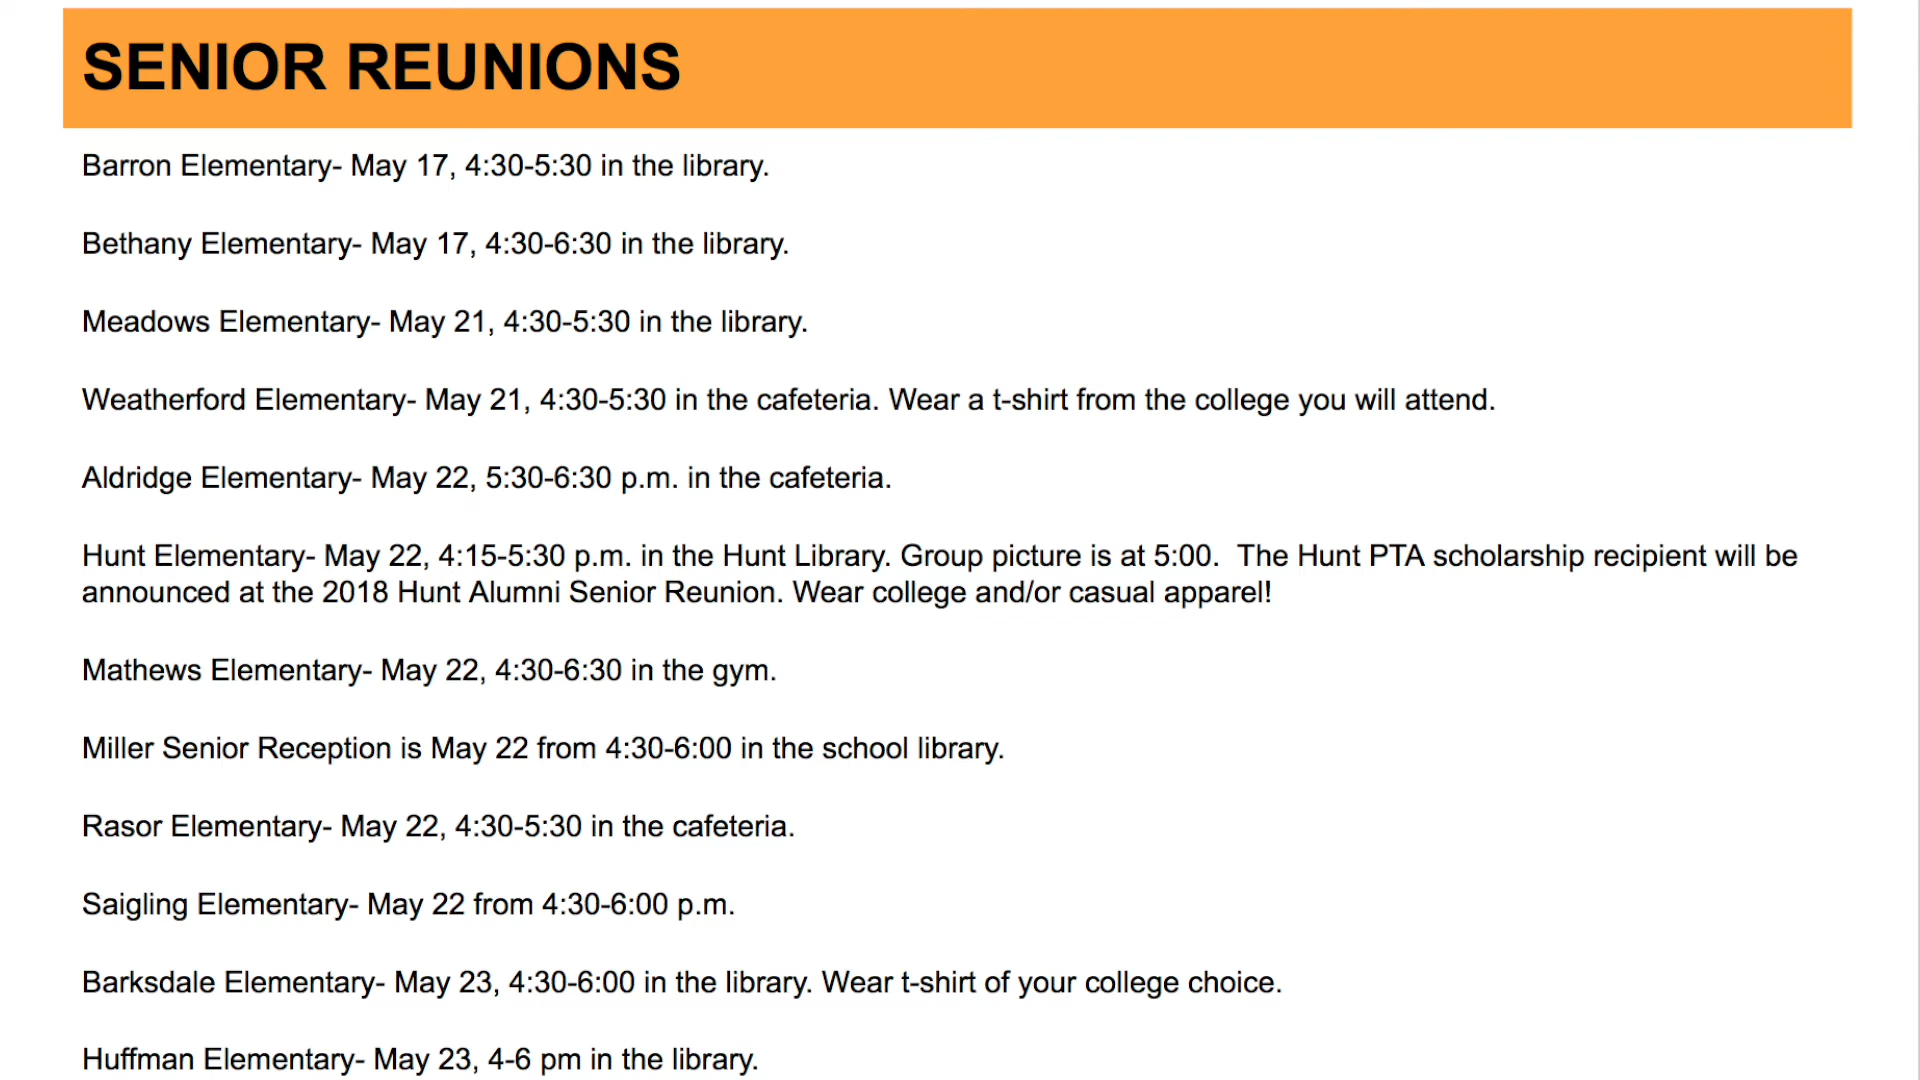 SENIOR REUNIONS
Barron Elementary- May 17, 4:30-5:30 in the library.
Bethany Elementary- May 17, 4:30-6:30 in the library.
Meadows Elementary- May 21, 4:30-5:30 in the library.
Weatherford Elementary- May 21, 4:30-5:30 in the cafeteria. Wear a t-shirt from the college you will attend.
Aldridge Elementary- May 22, 5:30-6:30 p.m. in the cafeteria.
Hunt Elementary- May 22, 4:15-5:30 p.m. in the Hunt Library. Group picture is at 5:00.  The Hunt PTA scholarship recipient will be
announced at the 2018 Hunt Alumni Senior Reunion. Wear college and/or casual apparel!
Mathews Elementary- May 22, 4:30-6:30 in the gym.
Miller Senior Reception is May 22 from 4:30-6:00 in the school library.
Rasor Elementary- May 22, 4:30-5:30 in the cafeteria.
Saigling Elementary- May 22 from 4:30-6:00 p.m.
Barksdale Elementary- May 23, 4:30-6:00 in the library. Wear t-shirt of your college choice.
Huffman Elementary- May 23, 4-6 pm in the library.